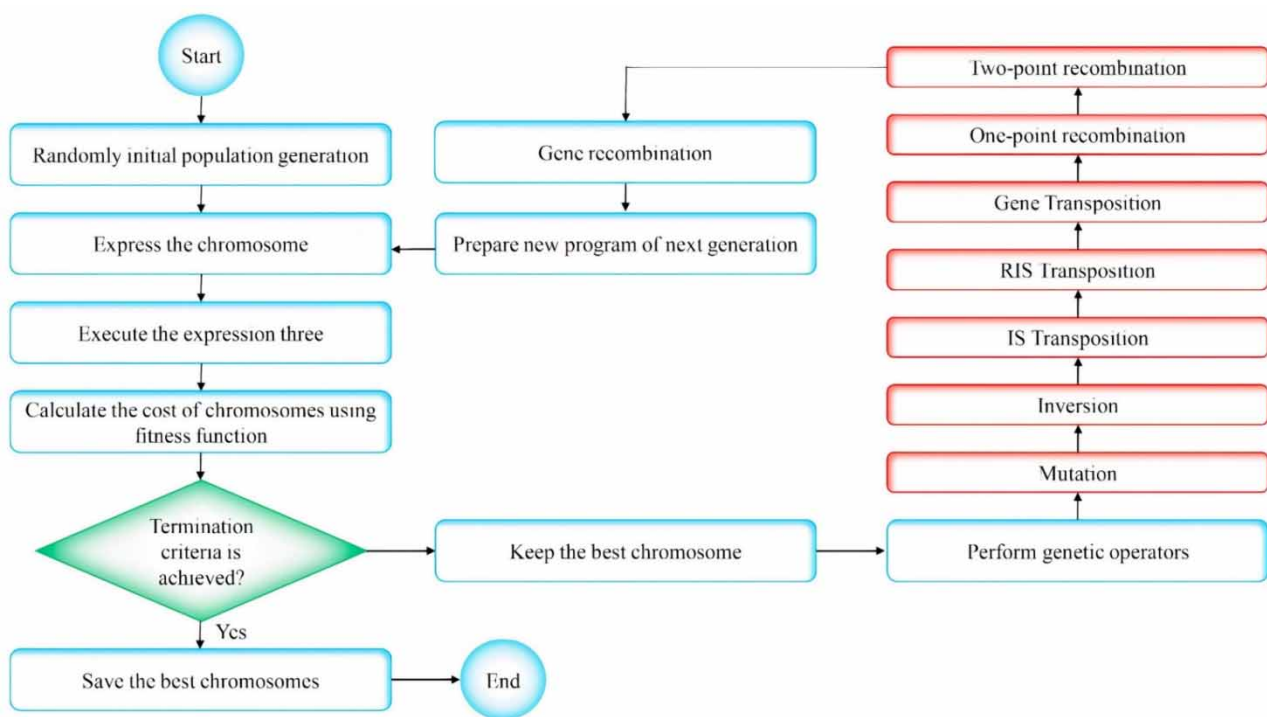 Start
Randomly initial population generation
Express the chromosome
Execute the expression three
Calculate the cost of chromosomes using
fitness function
Termination
criteria is
achieved?
Yes
Save the best chromosomes
End
Keep the best chromosome
Perform genetic operators
Mutation
Inversion
IS Transposition
RIS Transposition
Gene Transposition
One-point recombination
Two-point recombination
Gene recombination
Prepare new program of next generation